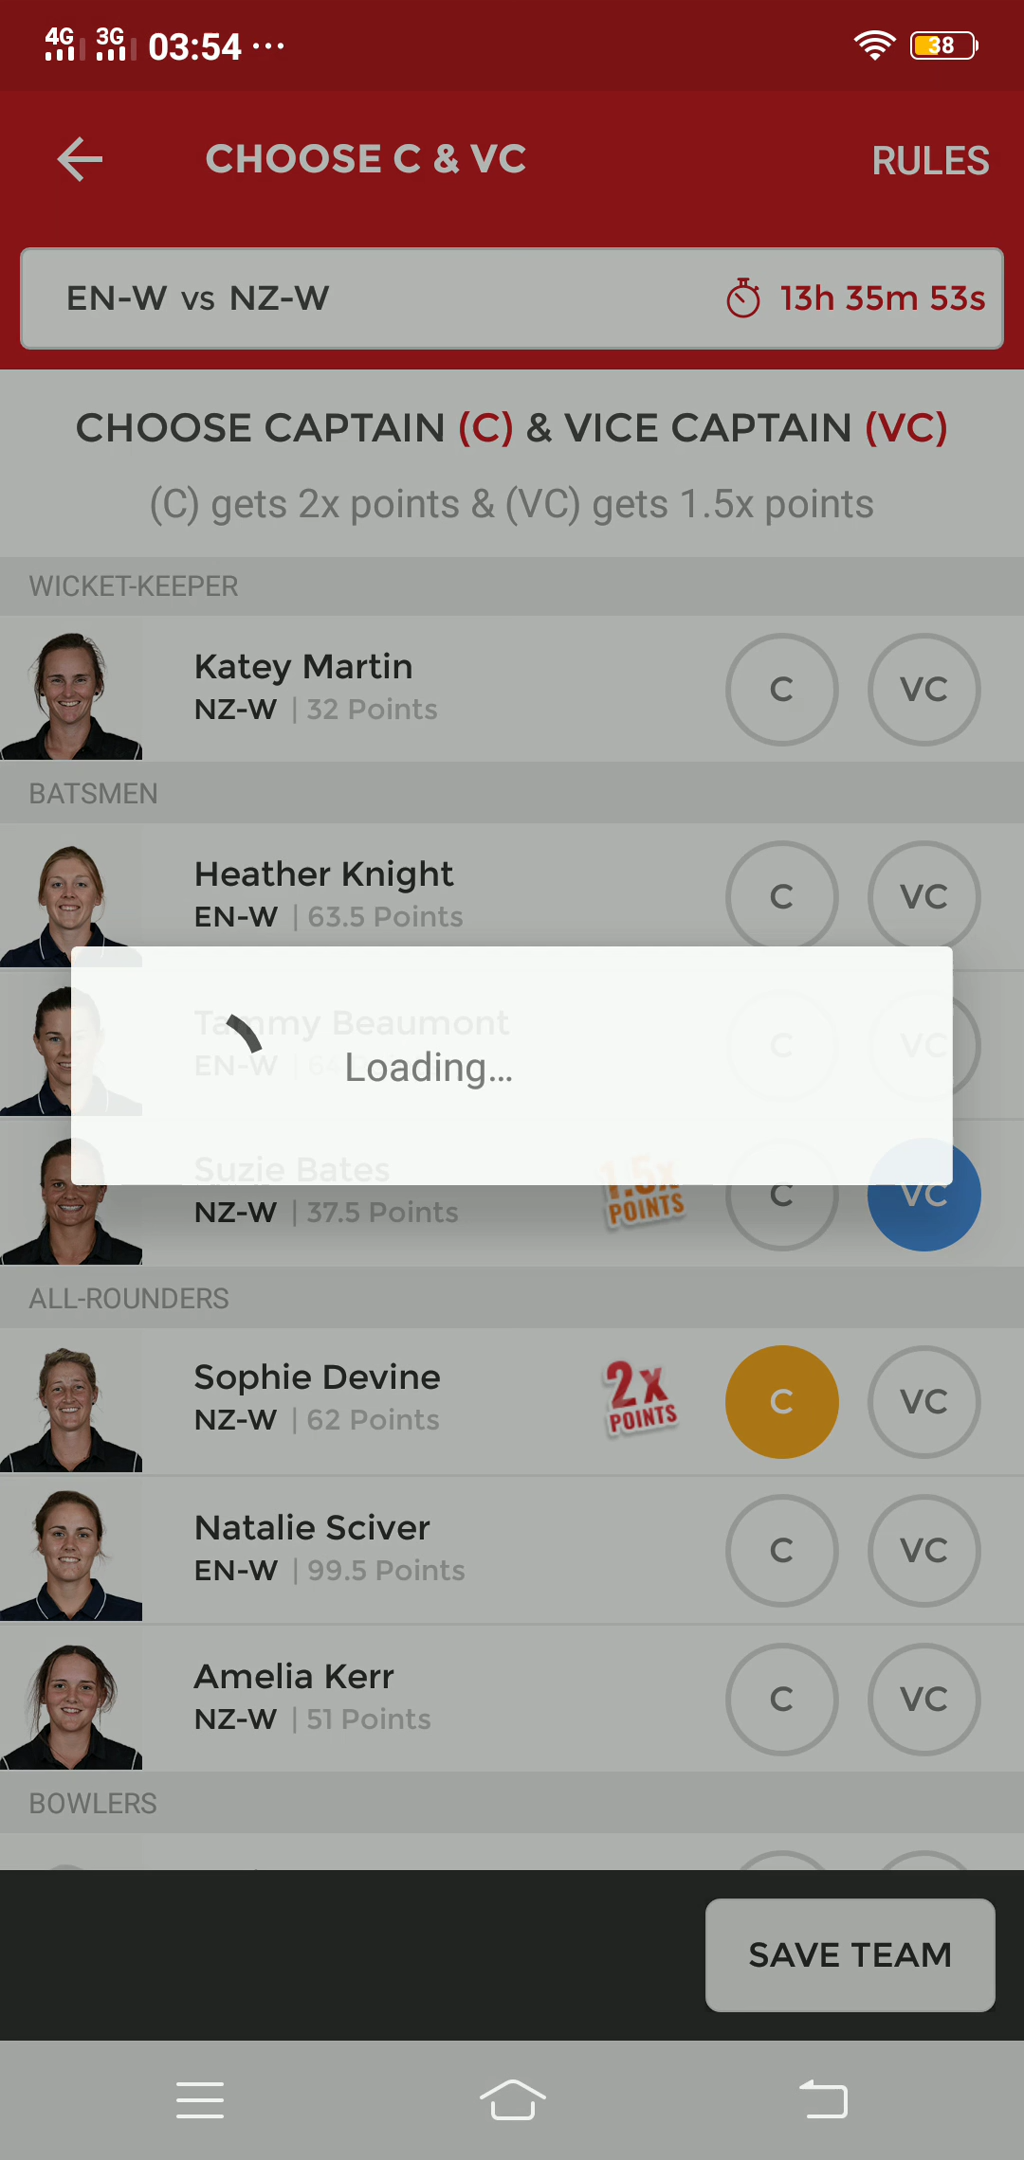 4G 3G 03:54 ... 38
CHOOSE C & VC RULES
EN-W vs NZ-W 13h 35m 53s
CHOOSE CAPTAIN (C) & VICE CAPTAIN (VC)
(C) gets 2x points & (VC) gets 1.5x points
WICKET-KEEPER
Katey Martin
NZ-W | 32 Points C VC
BATSMEN
Heather Knight
EN-W | 63.5 Points C VC
Tammy Beaumont
EN-W C VC
Loading...
Suzie Bates
NZ-W | 37.5 Points 1.5x POINTS C VC
ALL-ROUNDERS
Sophie Devine
NZ-W | 62 Points 2x POINTS C VC
Natalie Sciver
EN-W | 99.5 Points C VC
Amelia Kerr
NZ-W | 51 Points C VC
BOWLERS
SAVE TEAM